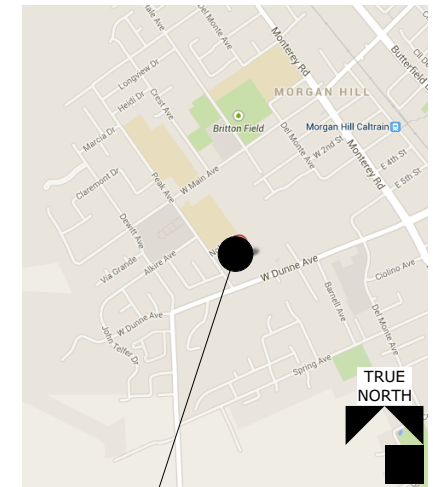 Hale Ave
Del Monte Ave
Monterey Rd
Butterfield
Longview Dr
Heidi Dr
Crest Ave
MORGAN HILL
Britton Field
Morgan Hill Caltrain
Marcia Dr
Del Monte Ave
W 2nd St
Monterey Rd
E 4th St
E 5th St
Claremont Dr
Peak Ave
W Main Ave
Dewitt Ave
Via Grande
Alkire Ave
W Dunne Ave
Ciolino Ave
Barnell Ave
Del Monte Ave
W Dunne Ave
John Telfer Dr
Spring Ave
TRUE
NORTH